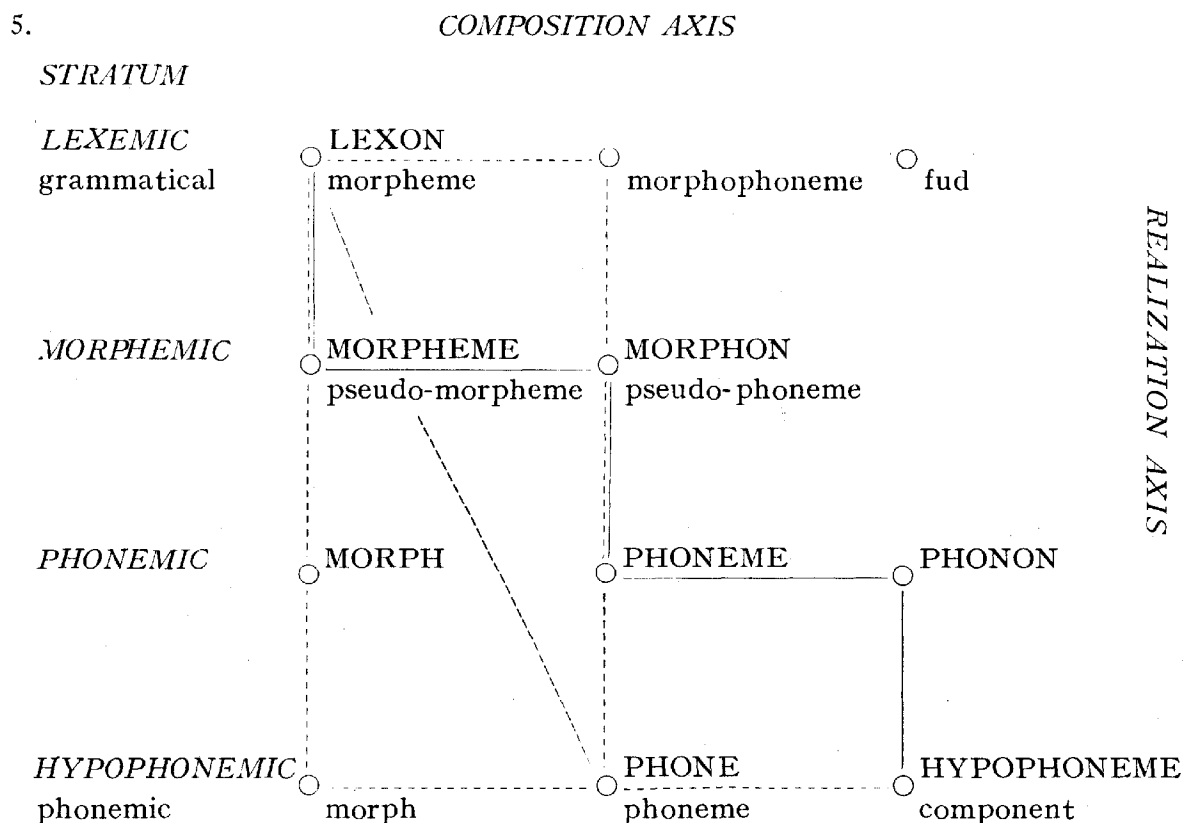 5. COMPOSITION AXIS
STRATUM
LEXEMIC LEXON
grammatical morpheme morphophoneme fud
REALIZATION AXIS
MORPHEMIC MORPHEME MORPHON
pseudo-morpheme pseudo-phoneme
PHONEMIC MORPH PHONEME PHONON
HYPOPHONEMIC PHONE HYPOPHONEME
phonemic morph phoneme component